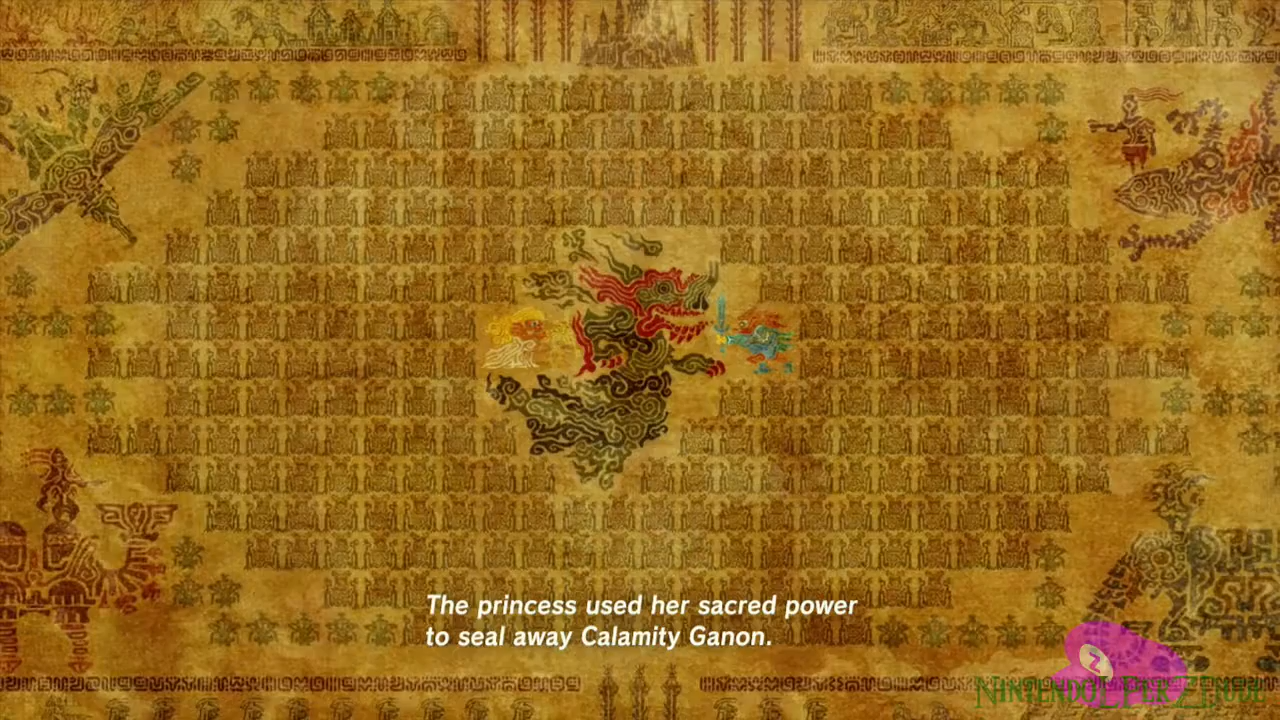 The princess used her sacred power
to seal away Calamity Ganon.
Z